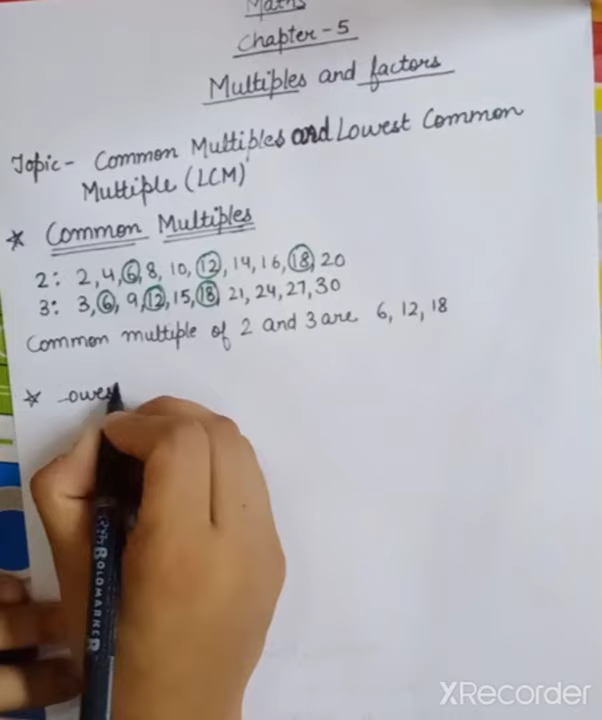 Maths
Chapter - 5
Multiples and factors
Topic - Common Multiples and Lowest Common
Multiple (LCM)
* Common Multiples
2: 2, 4, 6, 8, 10, 12, 14, 16, 18, 20
3: 3, 6, 9, 12, 15, 18, 21, 24, 27, 30
Common multiple of 2 and 3 are 6, 12, 18
* Lowes
BOLDMARKER
XRecorder